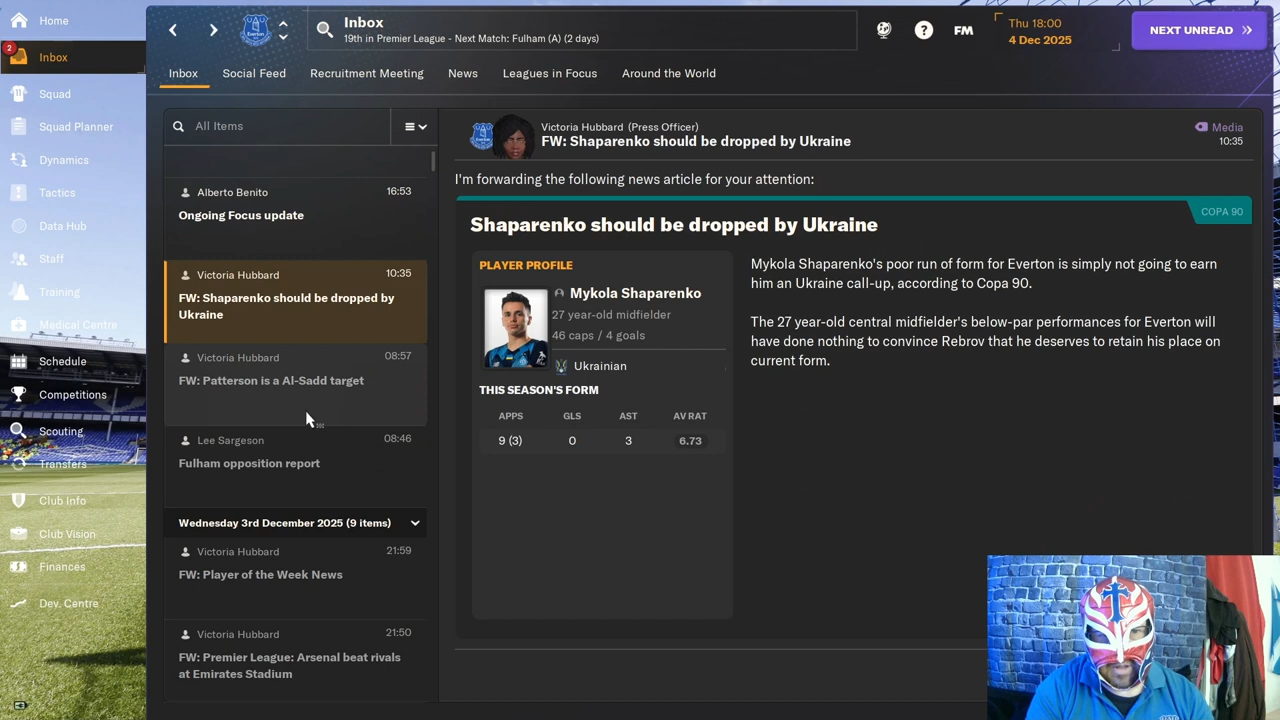 Home
2
Inbox
Squad
Squad Planner
Dynamics
Tactics
Data Hub
Staff
Training
Medical Centre
Schedule
Competitions
Scouting
Transfers
Club Info
Club Vision
Finances
Dev. Centre
Everton
Inbox
19th in Premier League - Next Match: Fulham (A) (2 days)
?
FM
Thu 18:00
4 Dec 2025
NEXT UNREAD
Inbox
Social Feed
Recruitment Meeting
News
Leagues in Focus
Around the World
All Items
Alberto Benito 16:53
Ongoing Focus update
Victoria Hubbard 10:35
FW: Shaparenko should be dropped by
Ukraine
Victoria Hubbard 08:57
FW: Patterson is a Al-Sadd target
Lee Sargeson 08:46
Fulham opposition report
Wednesday 3rd December 2025 (9 items)
Victoria Hubbard 21:59
FW: Player of the Week News
Victoria Hubbard 21:50
FW: Premier League: Arsenal beat rivals
at Emirates Stadium
Victoria Hubbard (Press Officer)
FW: Shaparenko should be dropped by Ukraine
Media
10:35
I'm forwarding the following news article for your attention:
Shaparenko should be dropped by Ukraine
COPA 90
PLAYER PROFILE
Mykola Shaparenko
27 year-old midfielder
46 caps / 4 goals
Ukrainian
THIS SEASON'S FORM
APPS GLS AST AV RAT
9 (3) 0 3 6.73
Mykola Shaparenko's poor run of form for Everton is simply not going to earn
him an Ukraine call-up, according to Copa 90.
The 27 year-old central midfielder's below-par performances for Everton will
have done nothing to convince Rebrov that he deserves to retain his place on
current form.